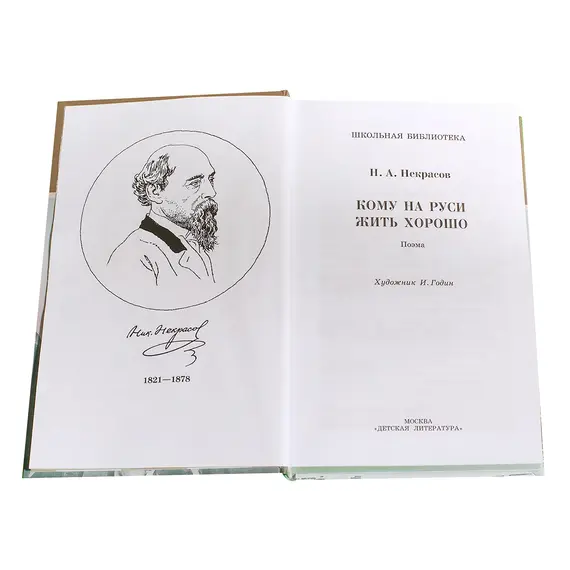 Ник. Некрасов
1821—1878
ШКОЛЬНАЯ БИБЛИОТЕКА
Н. А. Некрасов
КОМУ НА РУСИ
ЖИТЬ ХОРОШО
Поэма
Художник И. Годин
МОСКВА
«ДЕТСКАЯ ЛИТЕРАТУРА»